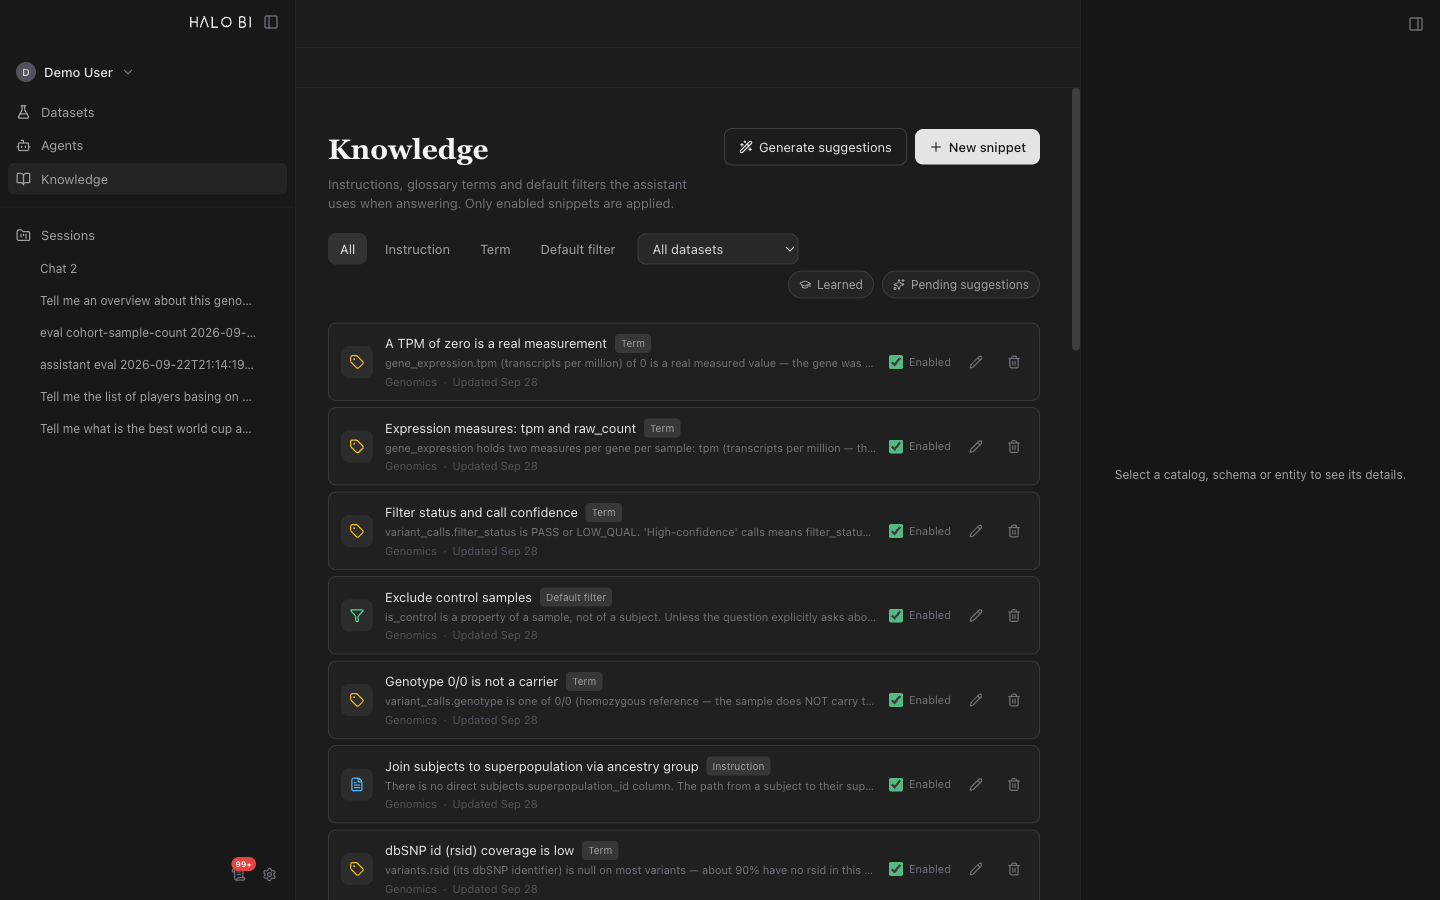 HALO BI
D Demo User
Datasets
Agents
Knowledge
Sessions
Chat 2
Tell me an overview about this geno...
eval cohort-sample-count 2026-09-...
assistant eval 2026-09-22T21:14:19...
Tell me the list of players basing on ...
Tell me what is the best world cup a...
99+
Knowledge
Generate suggestions
New snippet
Instructions, glossary terms and default filters the assistant
uses when answering. Only enabled snippets are applied.
All
Instruction
Term
Default filter
All datasets
Learned
Pending suggestions
A TPM of zero is a real measurement Term
gene_expression.tpm (transcripts per million) of 0 is a real measured value — the gene was ...
Genomics · Updated Sep 28
Enabled
Expression measures: tpm and raw_count Term
gene_expression holds two measures per gene per sample: tpm (transcripts per million — th...
Genomics · Updated Sep 28
Enabled
Filter status and call confidence Term
variant_calls.filter_status is PASS or LOW_QUAL. 'High-confidence' calls means filter_statu...
Genomics · Updated Sep 28
Enabled
Exclude control samples Default filter
is_control is a property of a sample, not of a subject. Unless the question explicitly asks abo...
Genomics · Updated Sep 28
Enabled
Genotype 0/0 is not a carrier Term
variant_calls.genotype is one of 0/0 (homozygous reference — the sample does NOT carry t...
Genomics · Updated Sep 28
Enabled
Join subjects to superpopulation via ancestry group Instruction
There is no direct subjects.superpopulation_id column. The path from a subject to their sup...
Genomics · Updated Sep 28
Enabled
dbSNP id (rsid) coverage is low Term
variants.rsid (its dbSNP identifier) is null on most variants — about 90% have no rsid in this ...
Genomics · Updated Sep 28
Enabled
Select a catalog, schema or entity to see its details.